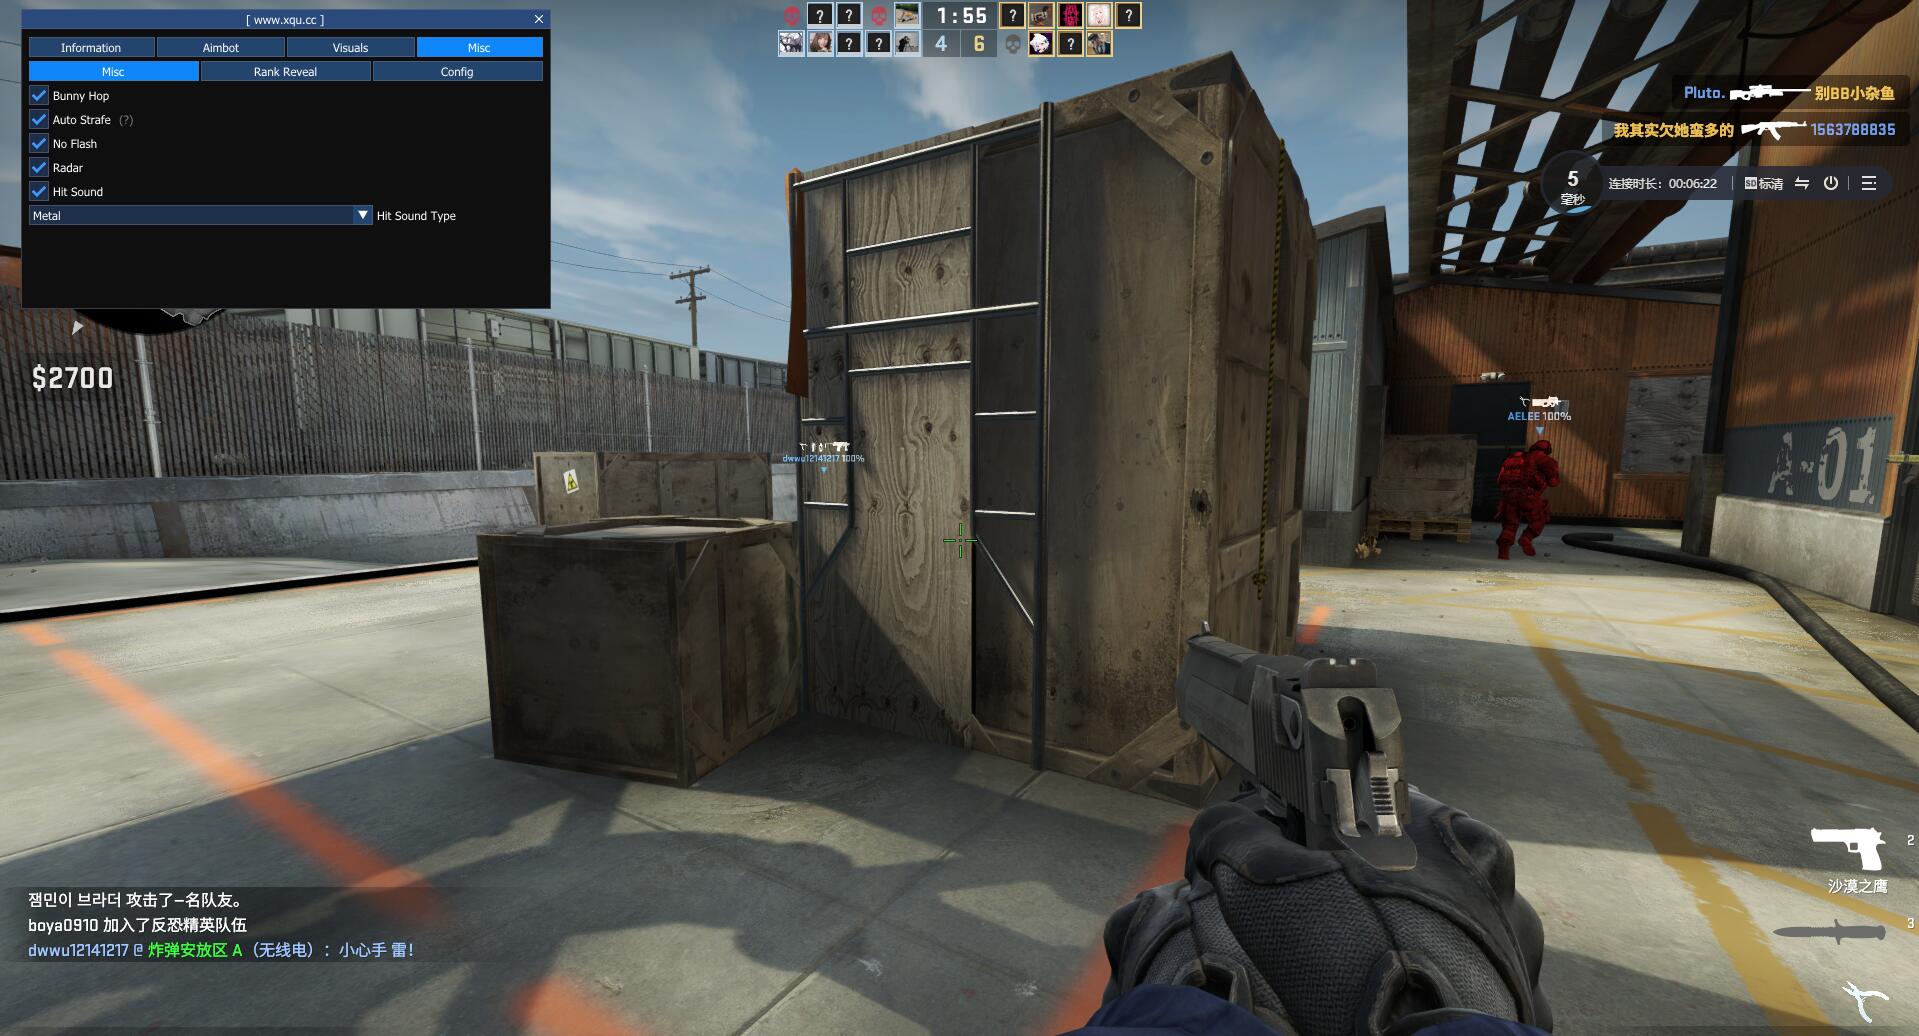 [ www.xqu.cc ]
Information Aimbot Visuals Misc
Misc Rank Reveal Config
Bunny Hop
Auto Strafe (?)
No Flash
Radar
Hit Sound
Metal Hit Sound Type
? ? 1:55 ? ?
? ? 4 6 ?
Pluto. 别BB小杂鱼
我其实欠她蛮多的 1563788835
5 毫秒
连接时长：00:06:22 SD标清
$2700
AELEE 100%
dwwu12141217 100%
A-01
잼민이 브라더 攻击了一名队友。
boya0910 加入了反恐精英队伍
dwwu12141217 @ 炸弹安放区 A（无线电）：小心手 雷！
2
沙漠之鹰
3